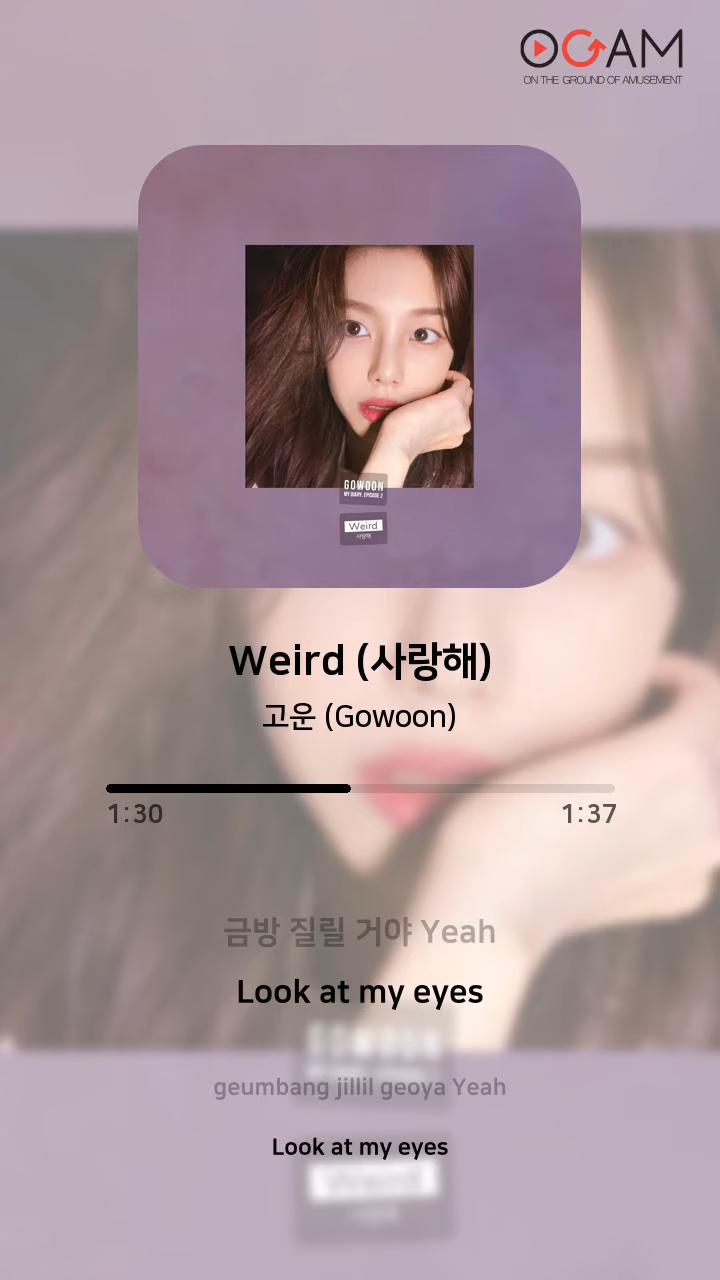 OGAM
ON THE GROUND OF AMUSEMENT
GOWOON
MY DIARY. EPISODE 2
Weird
사랑해
Weird (사랑해)
고운 (Gowoon)
1:30
1:37
금방 질릴 거야 Yeah
Look at my eyes
GOWOON
geumbang jillil geoya Yeah
Look at my eyes
Weird